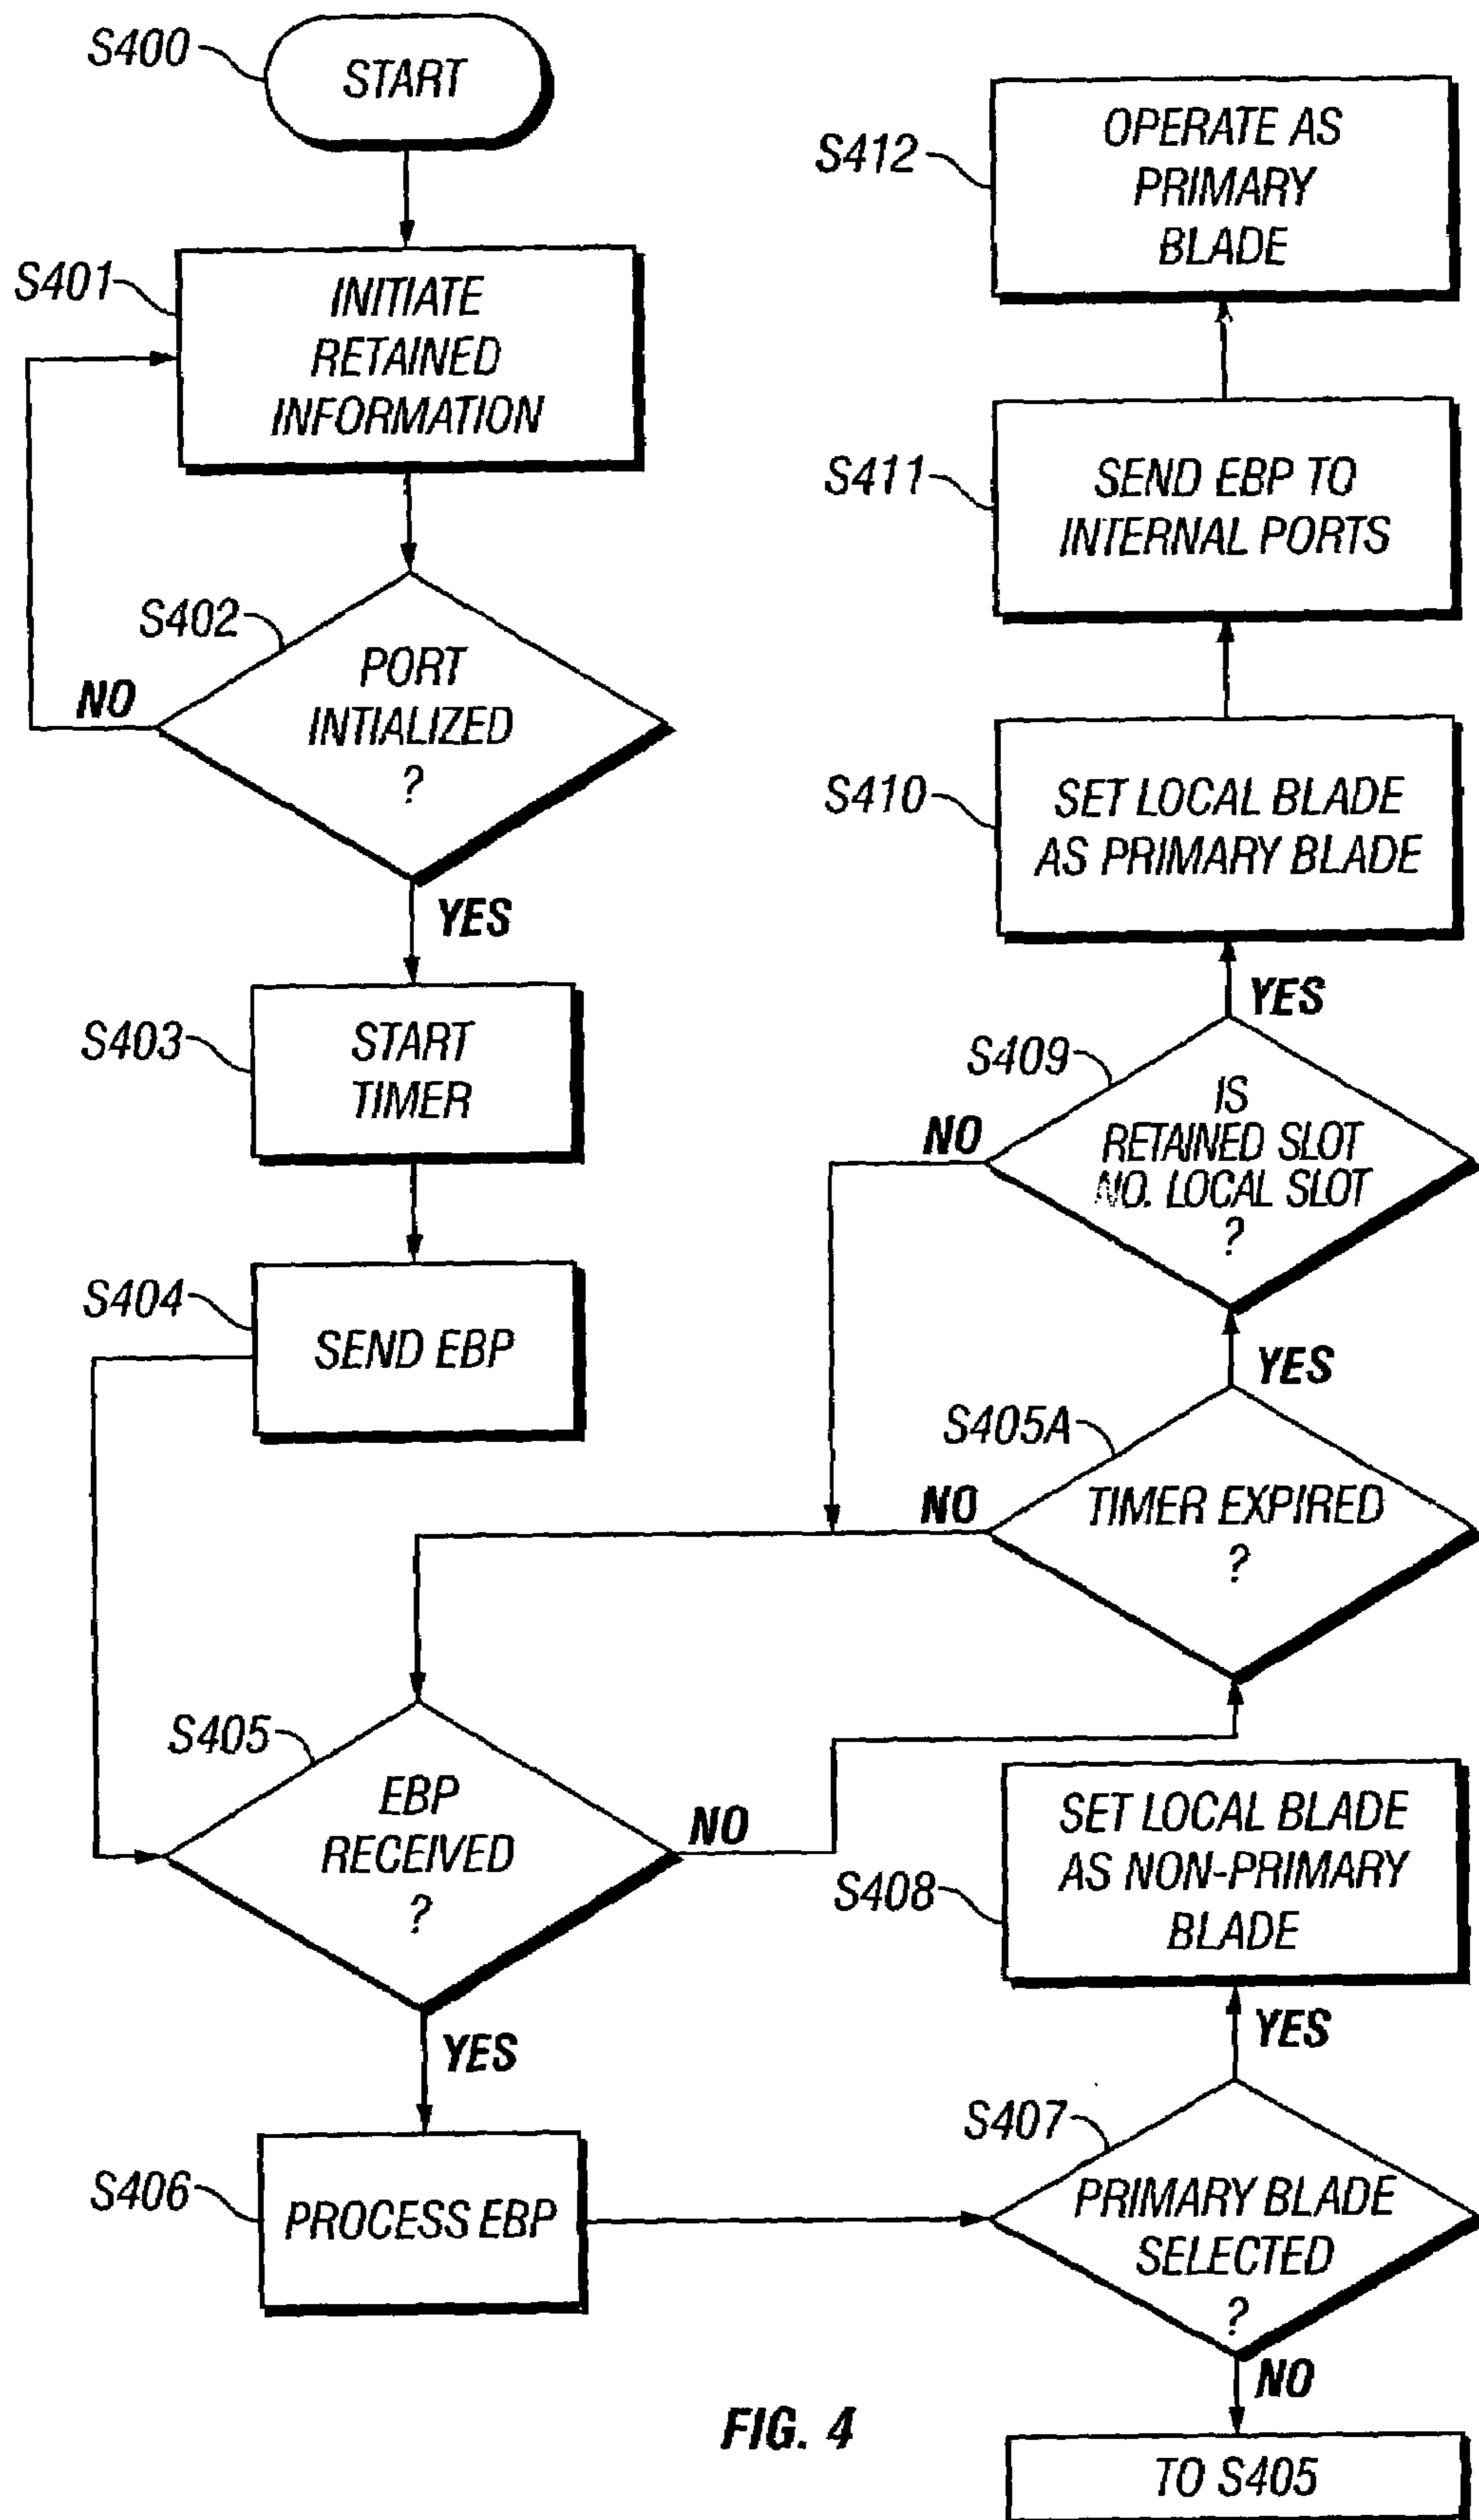 S400
START
S401
INITIATE
RETAINED
INFORMATION
S402
PORT
INTIALIZED
?
NO
YES
S403
START
TIMER
S404
SEND EBP
S405
EBP
RECEIVED
?
NO
YES
S406
PROCESS EBP
S412
OPERATE AS
PRIMARY
BLADE
S411
SEND EBP TO
INTERNAL PORTS
S410
SET LOCAL BLADE
AS PRIMARY BLADE
YES
S409
IS
RETAINED SLOT
NO. LOCAL SLOT
?
NO
YES
S405A
TIMER EXPIRED
?
NO
SET LOCAL BLADE
AS NON-PRIMARY
BLADE
S408
YES
S407
PRIMARY BLADE
SELECTED
?
NO
TO S405
FIG. 4